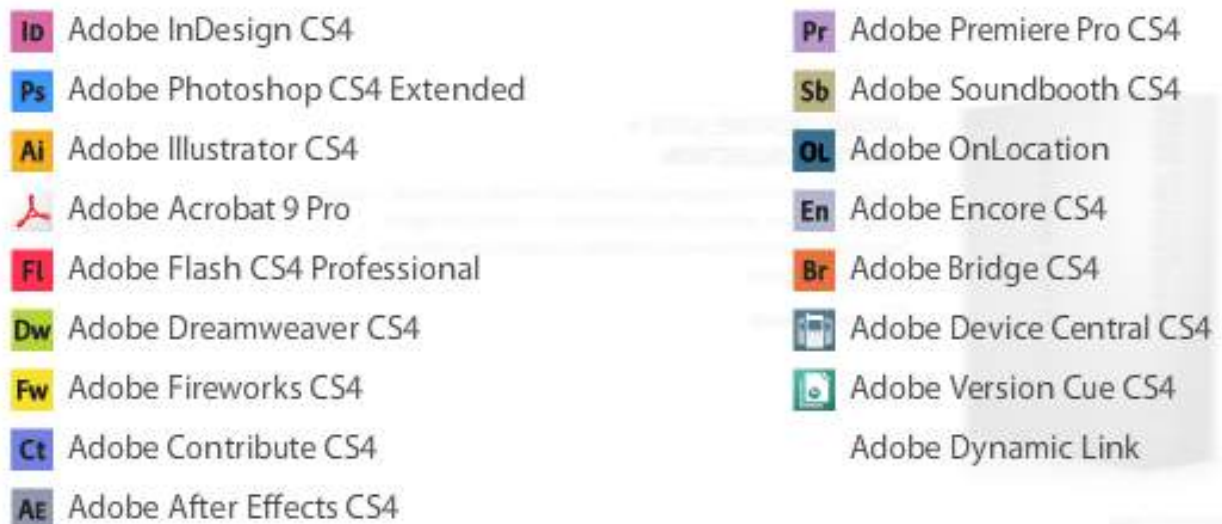 ID Adobe InDesign CS4
Ps Adobe Photoshop CS4 Extended
Ai Adobe Illustrator CS4
Adobe Acrobat 9 Pro
FL Adobe Flash CS4 Professional
Dw Adobe Dreamweaver CS4
Fw Adobe Fireworks CS4
Ct Adobe Contribute CS4
AE Adobe After Effects CS4
Pr Adobe Premiere Pro CS4
Sb Adobe Soundbooth CS4
OL Adobe OnLocation
En Adobe Encore CS4
Br Adobe Bridge CS4
Adobe Device Central CS4
Adobe Version Cue CS4
Adobe Dynamic Link